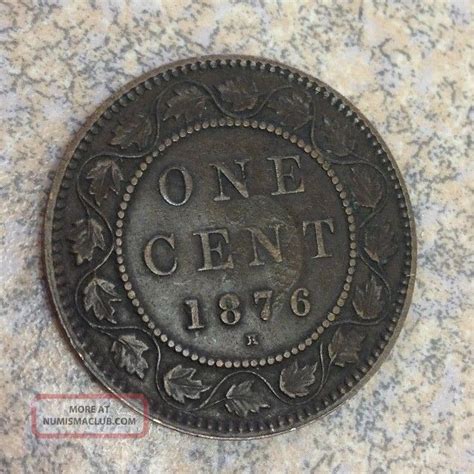 ONE
CENT
1876
H
MORE AT
NUMISMACLUB.COM